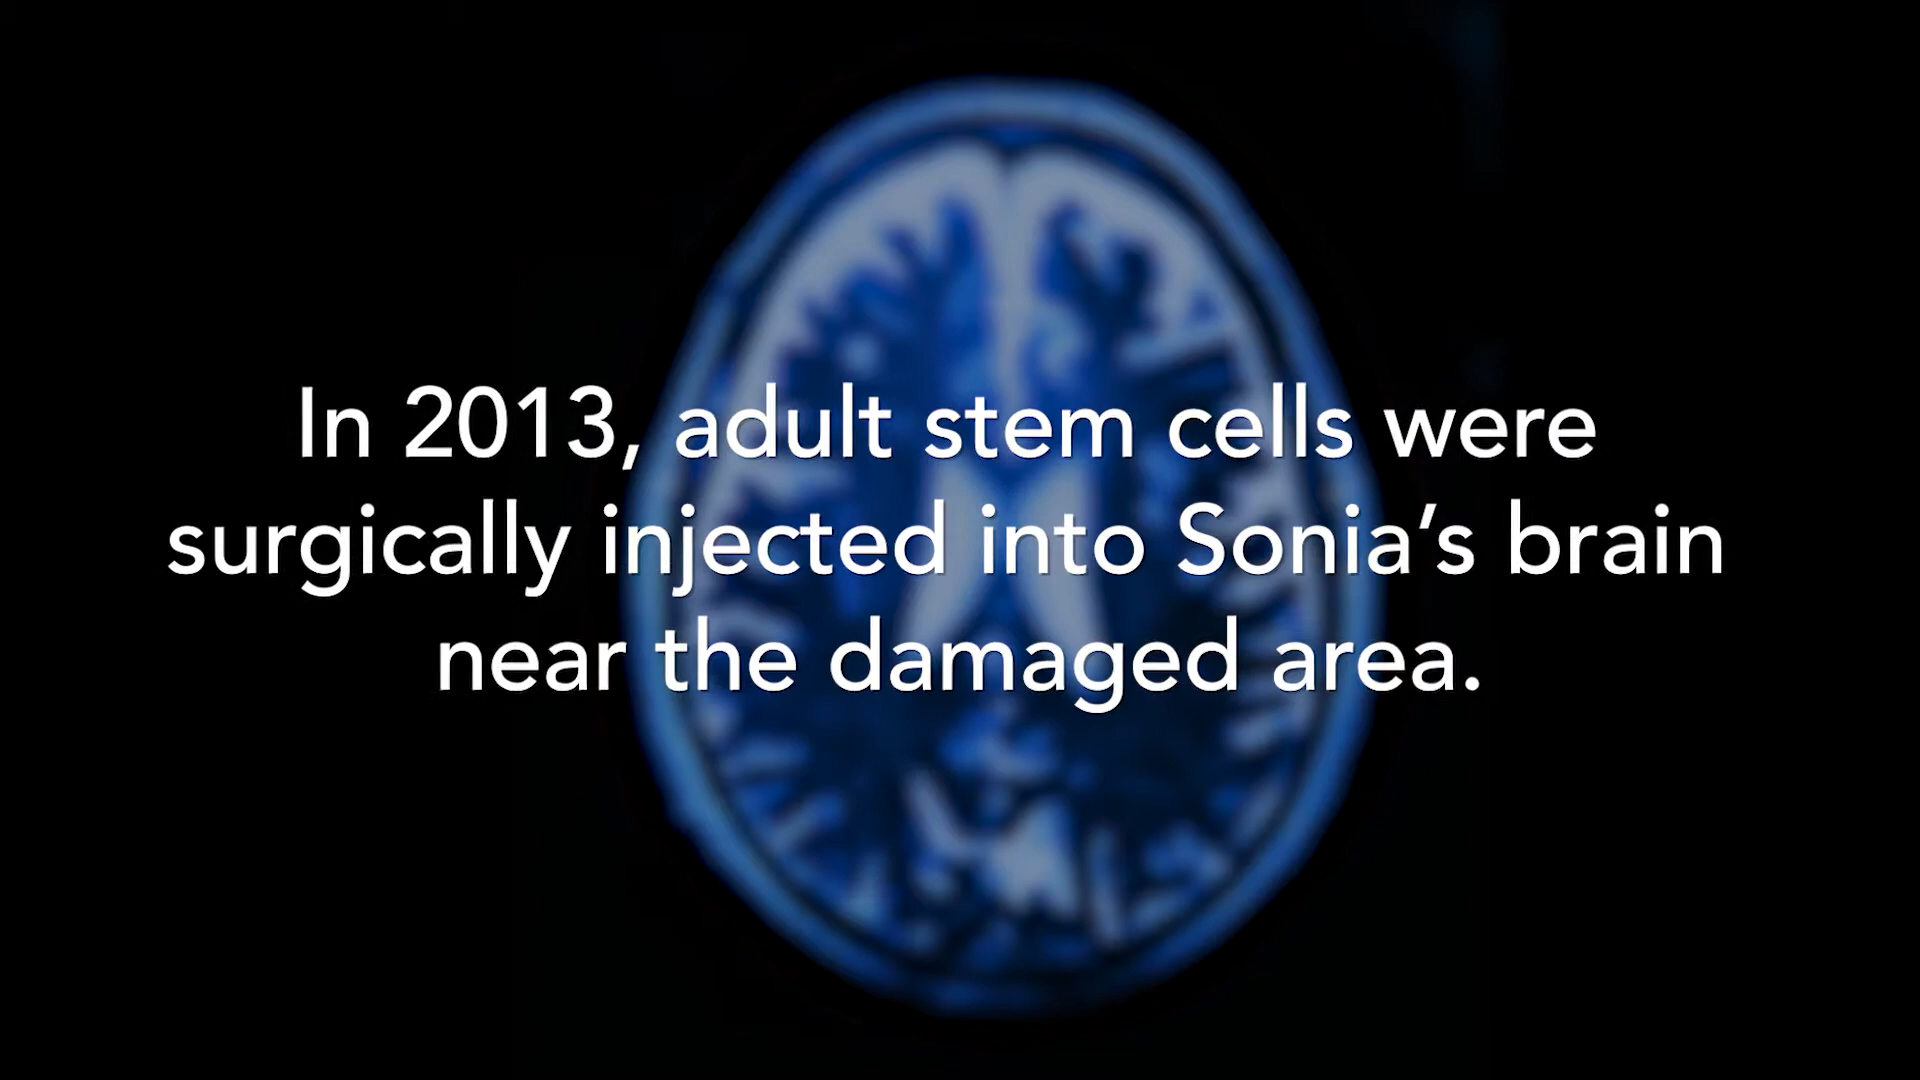 In 2013, adult stem cells were
surgically injected into Sonia’s brain
near the damaged area.